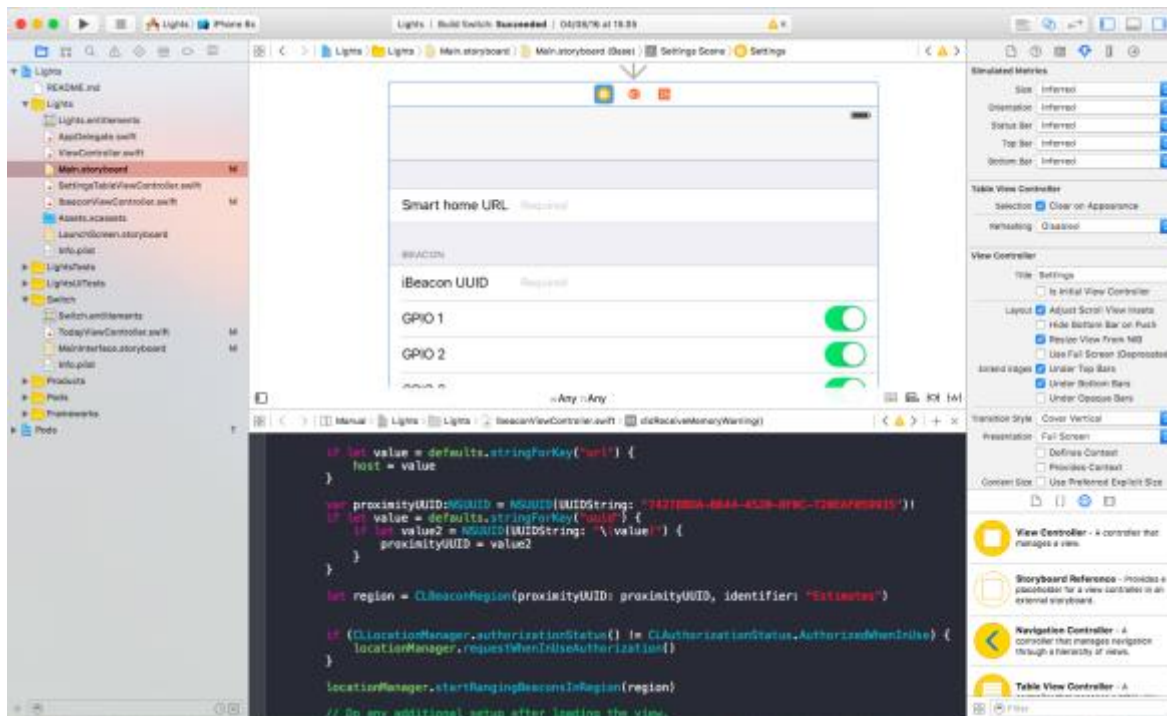 Lights
iPhone 6s
Lights | Build Switch: Succeeded | 04/08/16 at 19.09
Lights
README.md
Lights
Lights.entitlements
AppDelegate.swift
ViewController.swift
Main.storyboard M
SettingsTableViewController.swift
IbeaconViewController.swift M
Assets.xcassets
LaunchScreen.storyboard
Info.plist
LightsTests
LightsUITests
Switch
Switch.entitlements
TodayViewController.swift M
MainInterface.storyboard M
Info.plist
Products
Pods
Frameworks
Pods ?
Lights Lights Main.storyboard Main.storyboard (Base) Settings Scene Settings
Smart home URL Required
BEACON
iBeacon UUID Required
GPIO 1
GPIO 2
Any Any
Manual Lights Lights IbeaconViewController.swift didReceiveMemoryWarning()
if let value = defaults.stringForKey("url") {
host = value
}
var proximityUUID:NSUUID = NSUUID(UUIDString: ")!
if let value = defaults.stringForKey("uuid") {
if let value2 = NSUUID(UUIDString: "\(value)") {
proximityUUID = value2
}
}
let region = CLBeaconRegion(proximityUUID: proximityUUID, identifier: "Estimotes")
if (CLLocationManager.authorizationStatus() != CLAuthorizationStatus.AuthorizedWhenInUse) {
locationManager.requestWhenInUseAuthorization()
}
locationManager.startRangingBeaconsInRegion(region)
// Do any additional setup after loading the view.
Simulated Metrics
Size Inferred
Orientation Inferred
Status Bar Inferred
Top Bar Inferred
Bottom Bar Inferred
Table View Controller
Selection Clear on Appearance
Refreshing Disabled
View Controller
Title Settings
Is Initial View Controller
Layout Adjust Scroll View Insets
Hide Bottom Bar on Push
Resize View From NIB
Use Full Screen (Deprecated
Extend Edges Under Top Bars
Under Bottom Bars
Under Opaque Bars
Transition Style Cover Vertical
Presentation Full Screen
Defines Context
Provides Context
Content Size Use Preferred Explicit Size
View Controller - A controller that
manages a view.
Storyboard Reference - Provides a
placeholder for a view controller in an
external storyboard.
Navigation Controller - A
controller that manages navigation
through a hierarchy of views.
Table View Controller - A
Filter